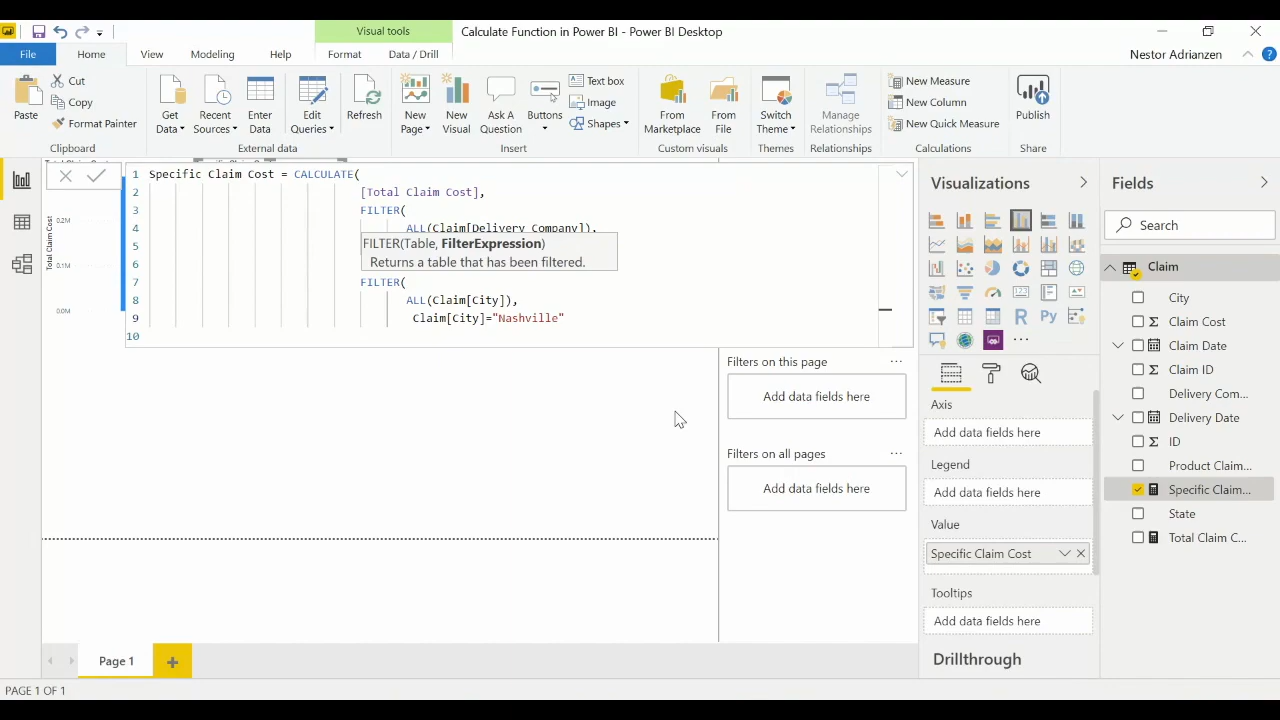 Visual tools
Calculate Function in Power BI - Power BI Desktop
File Home View Modeling Help Format Data / Drill
Nestor Adrianzen
Paste
Cut
Copy
Format Painter
Clipboard
Get Data
Recent Sources
Enter Data
Edit Queries
Refresh
External data
New Page
New Visual
Ask A Question
Buttons
Text box
Image
Shapes
Insert
From Marketplace
From File
Custom visuals
Switch Theme
Themes
Manage Relationships
Relationships
New Measure
New Column
New Quick Measure
Calculations
Publish
Share
Total Claim Cost
0.2M
0.1M
0.0M
1 Specific Claim Cost = CALCULATE(
2 [Total Claim Cost],
3 FILTER(
4 ALL(Claim[Delivery Company]),
5
6
7 FILTER(
8 ALL(Claim[City]),
9 Claim[City]="Nashville"
10
FILTER(Table, FilterExpression)
Returns a table that has been filtered.
Filters on this page
Add data fields here
Filters on all pages
Add data fields here
Visualizations
R Py
Axis
Add data fields here
Legend
Add data fields here
Value
Specific Claim Cost
Tooltips
Add data fields here
Drillthrough
Fields
Search
Claim
City
Claim Cost
Claim Date
Claim ID
Delivery Com...
Delivery Date
ID
Product Claim...
Specific Claim...
State
Total Claim C...
Page 1
PAGE 1 OF 1